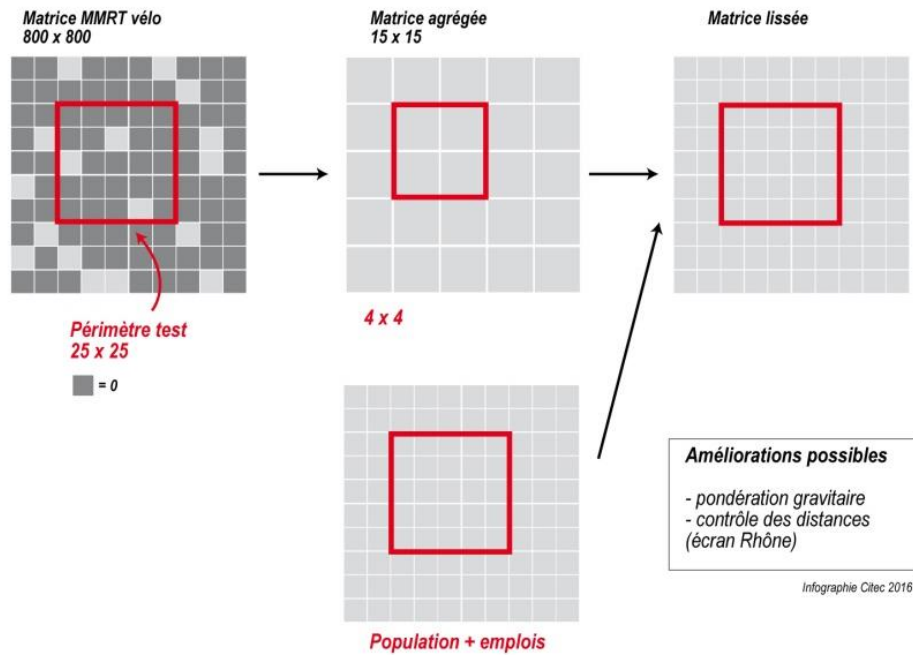 Matrice MMRT vélo
800 x 800
Matrice agrégée
15 x 15
Matrice lissée
Périmètre test
25 x 25
= 0
4 x 4
Population + emplois
Améliorations possibles
- pondération gravitaire
- contrôle des distances
(écran Rhône)
Infographie Citec 2016